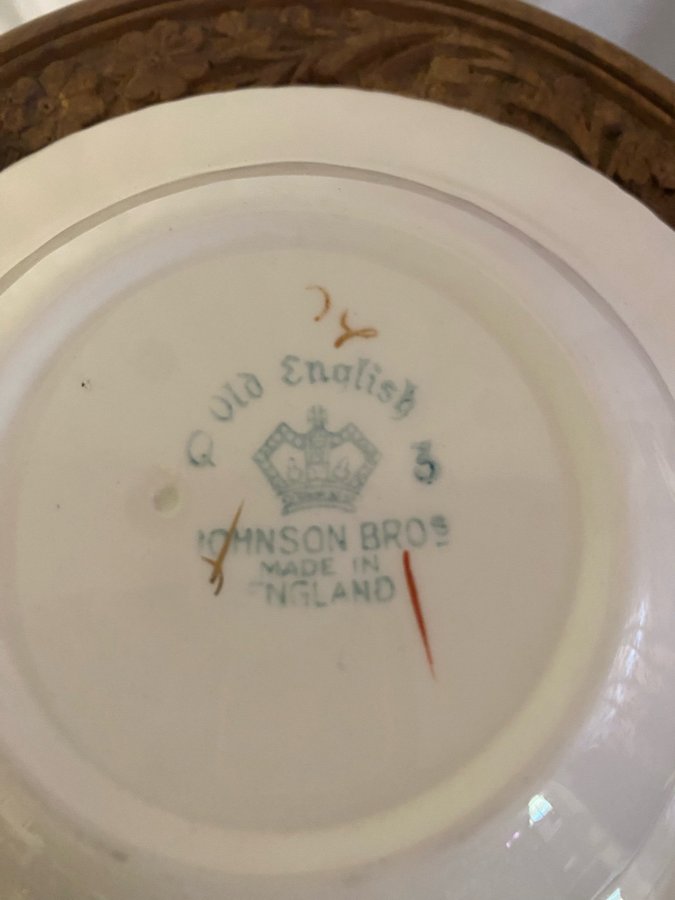 Old English
Q 3
JOHNSON BROS
MADE IN
ENGLAND